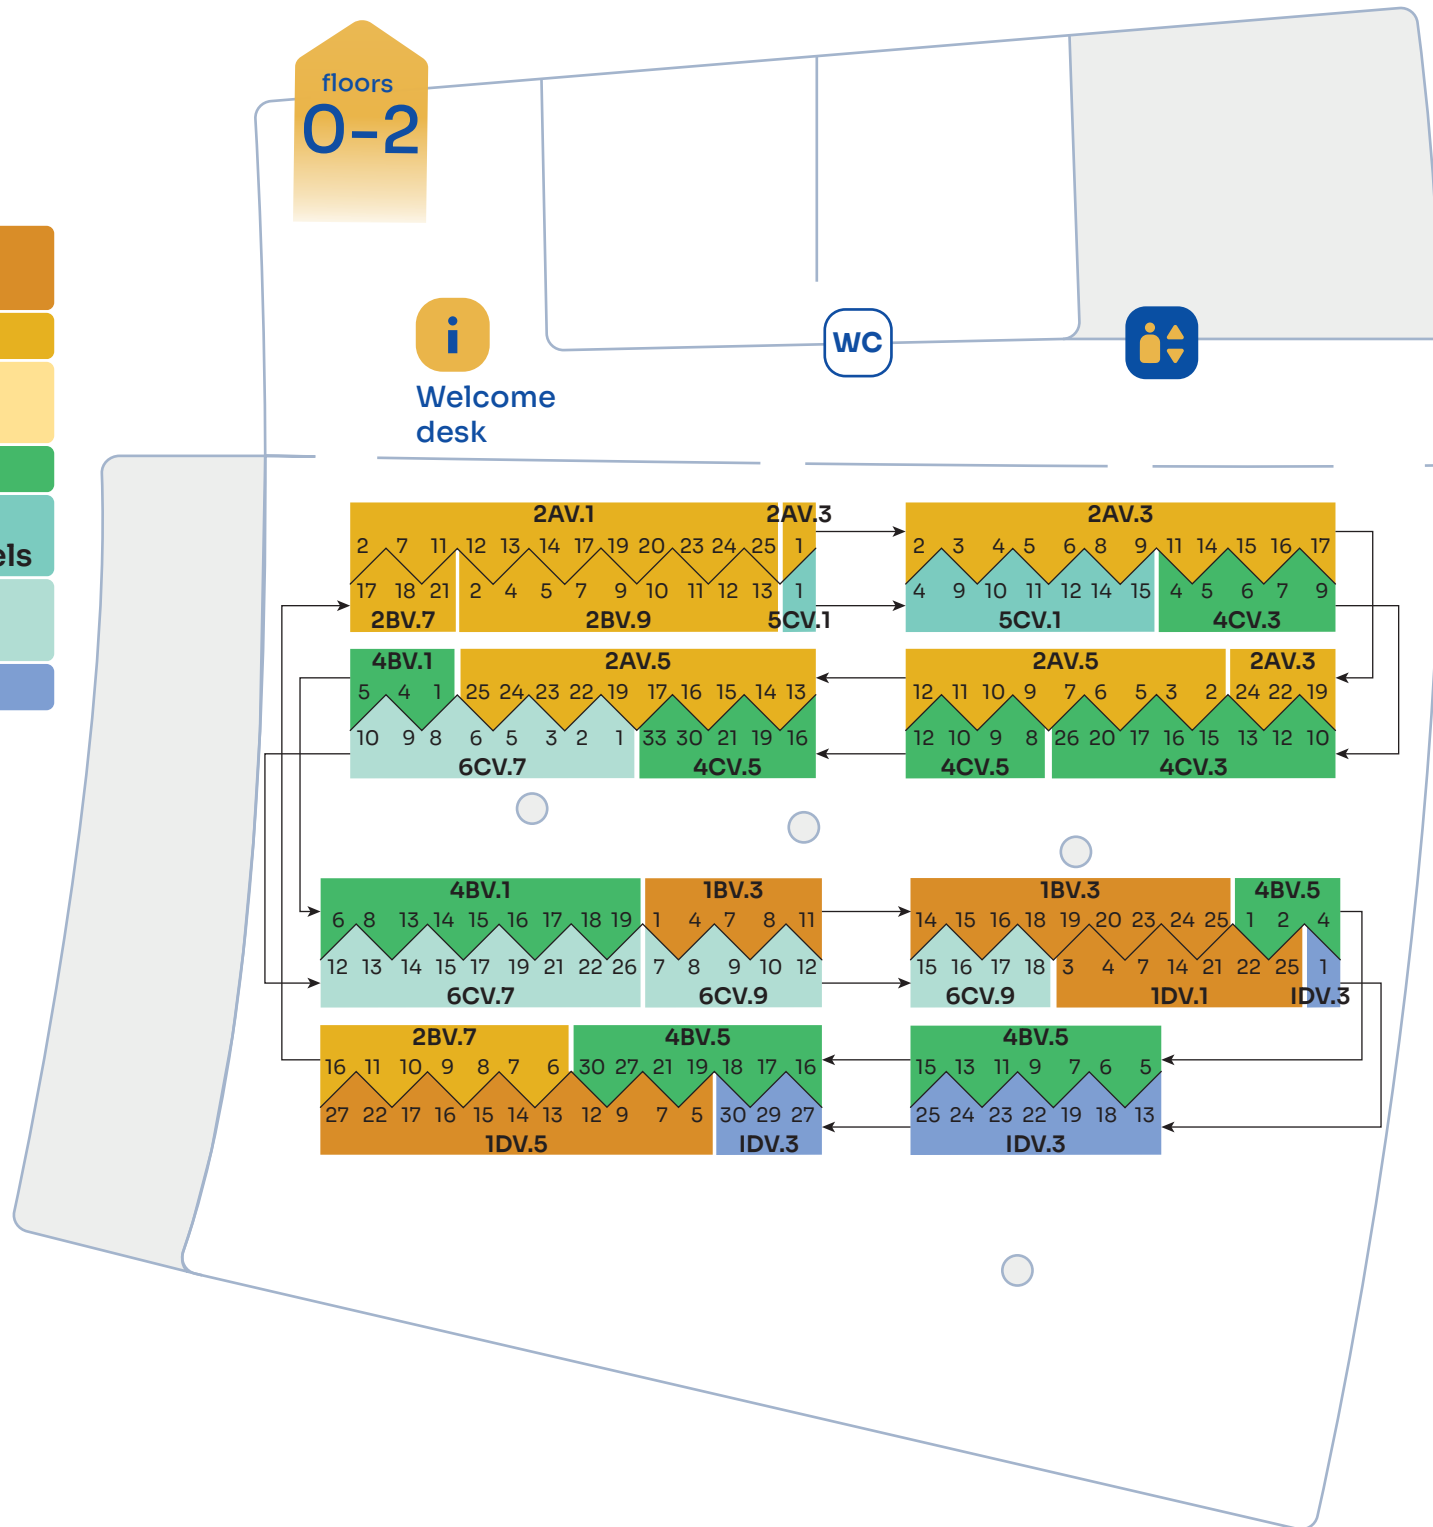 floors
0-2
i
Welcome
desk
WC
els
2AV.1 2AV.3
2 7 11 12 13 14 17 19 20 23 24 25 1
17 18 21 2 4 5 7 9 10 11 12 13 1
2BV.7 2BV.9 5CV.1
2AV.3
2 3 4 5 6 8 9 11 14 15 16 17
4 9 10 11 12 14 15 4 5 6 7 9
5CV.1 4CV.3
4BV.1 2AV.5
5 4 1 25 24 23 22 19 17 16 15 14 13
10 9 8 6 5 3 2 1 33 30 21 19 16
6CV.7 4CV.5
2AV.5 2AV.3
12 11 10 9 7 6 5 3 2 24 22 19
12 10 9 8 26 20 17 16 15 13 12 10
4CV.5 4CV.3
4BV.1 1BV.3
6 8 13 14 15 16 17 18 19 1 4 7 8 11
12 13 14 15 17 19 21 22 26 7 8 9 10 12
6CV.7 6CV.9
1BV.3 4BV.5
14 15 16 18 19 20 23 24 25 1 2 4
15 16 17 18 3 4 7 14 21 22 25 1
6CV.9 1DV.1 IDV.3
2BV.7 4BV.5
16 11 10 9 8 7 6 30 27 21 19 18 17 16
27 22 17 16 15 14 13 12 9 7 5 30 29 27
1DV.5 IDV.3
4BV.5
15 13 11 9 7 6 5
25 24 23 22 19 18 13
IDV.3